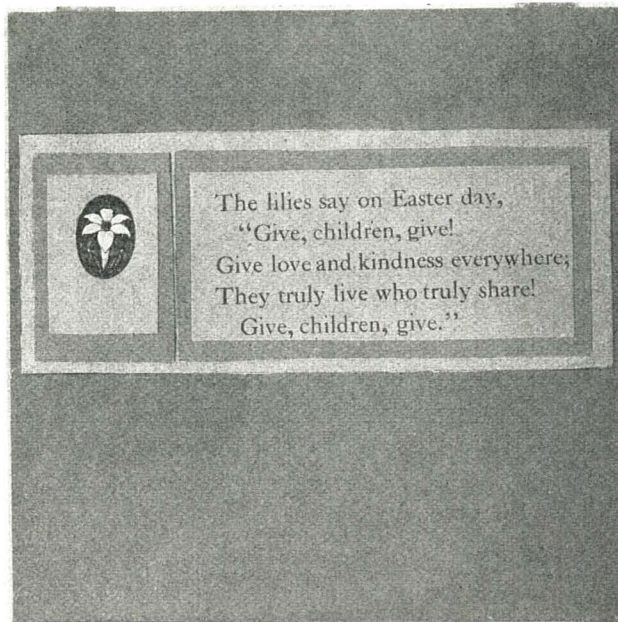 The lilies say on Easter day,
"Give, children, give!
Give love and kindness everywhere;
They truly live who truly share!
Give, children, give."